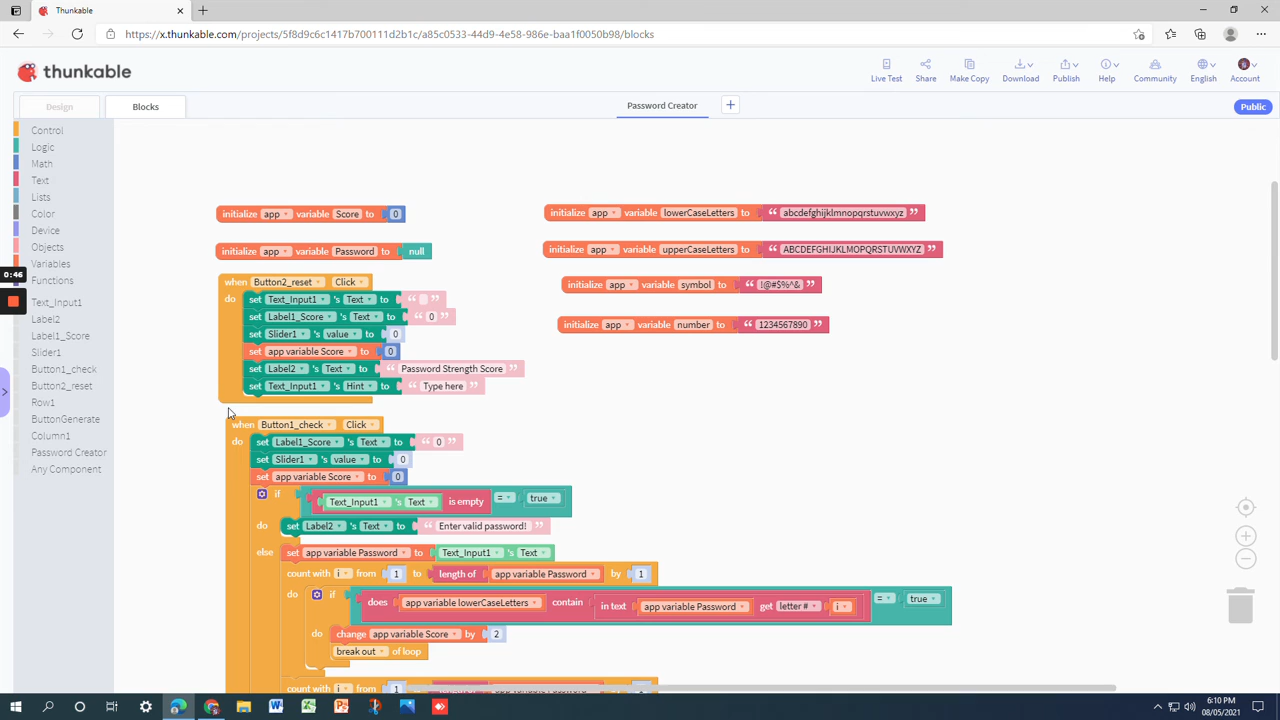 Thunkable
https://x.thunkable.com/projects/5f8d9c6c1417b700111d2b1c/a85c0533-44d9-4e58-986e-baa1f0050b98/blocks
thunkable
Live Test Share Make Copy Download Publish Help Community English Account
Design Blocks Password Creator + Public
Control
Logic
Math
Text
Lists
Color
Device
Objects
Variables
Functions
Text_Input1
Label2
Label1_Score
Slider1
Button1_check
Button2_reset
Row1
ButtonGenerate
Column1
Password Creator
Any Component
0:46
initialize app variable Score to 0
initialize app variable Password to null
when Button2_reset Click
do set Text_Input1 's Text to “ ”
set Label1_Score 's Text to “ 0 ”
set Slider1 's value to 0
set app variable Score to 0
set Label2 's Text to “ Password Strength Score ”
set Text_Input1 's Hint to “ Type here ”
initialize app variable lowerCaseLetters to “ abcdefghijklmnopqrstuvwxyz ”
initialize app variable upperCaseLetters to “ ABCDEFGHIJKLMOPQRSTUVWXYZ ”
initialize app variable symbol to “ !@#$%^& ”
initialize app variable number to “ 1234567890 ”
when Button1_check Click
do set Label1_Score 's Text to “ 0 ”
set Slider1 's value to 0
set app variable Score to 0
if Text_Input1 's Text is empty = true
do set Label2 's Text to “ Enter valid password! ”
else set app variable Password to Text_Input1 's Text
count with i from 1 to length of app variable Password by 1
do if does app variable lowerCaseLetters contain in text app variable Password get letter # i = true
do change app variable Score by 2
break out of loop
count with i from 1
6:10 PM
08/05/2021